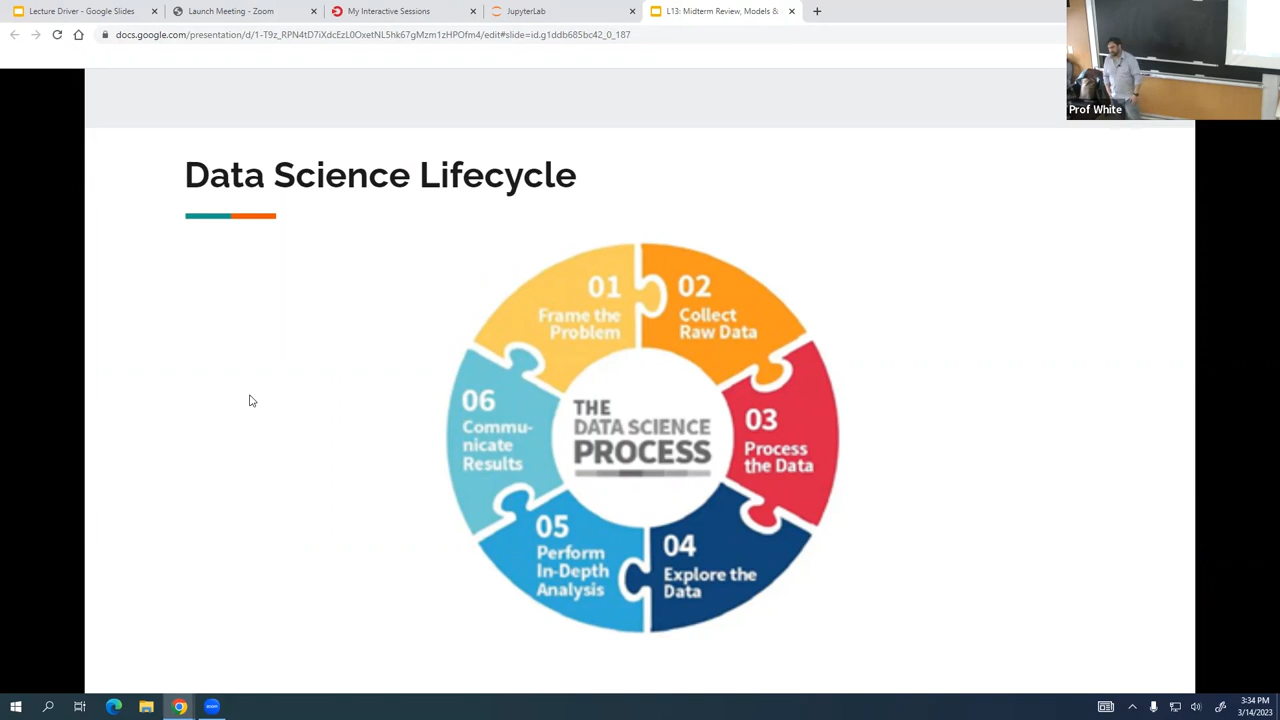 Lecture Driver - Google Slides
Launch Meeting - Zoom
My Interactive Sessions
JupyterLab
L13: Midterm Review, Models &
docs.google.com/presentation/d/1-T9z_RPN4tD7iXdcEzL0OxetNL5hk67gMzm1zHPOfm4/edit#slide=id.g1ddb685bc42_0_187
Prof White
Data Science Lifecycle
01
Frame the
Problem
02
Collect
Raw Data
03
Process
the Data
04
Explore the
Data
05
Perform
In-Depth
Analysis
06
Commu-
nicate
Results
THE
DATA SCIENCE
PROCESS
zoom
3:34 PM
3/14/2023